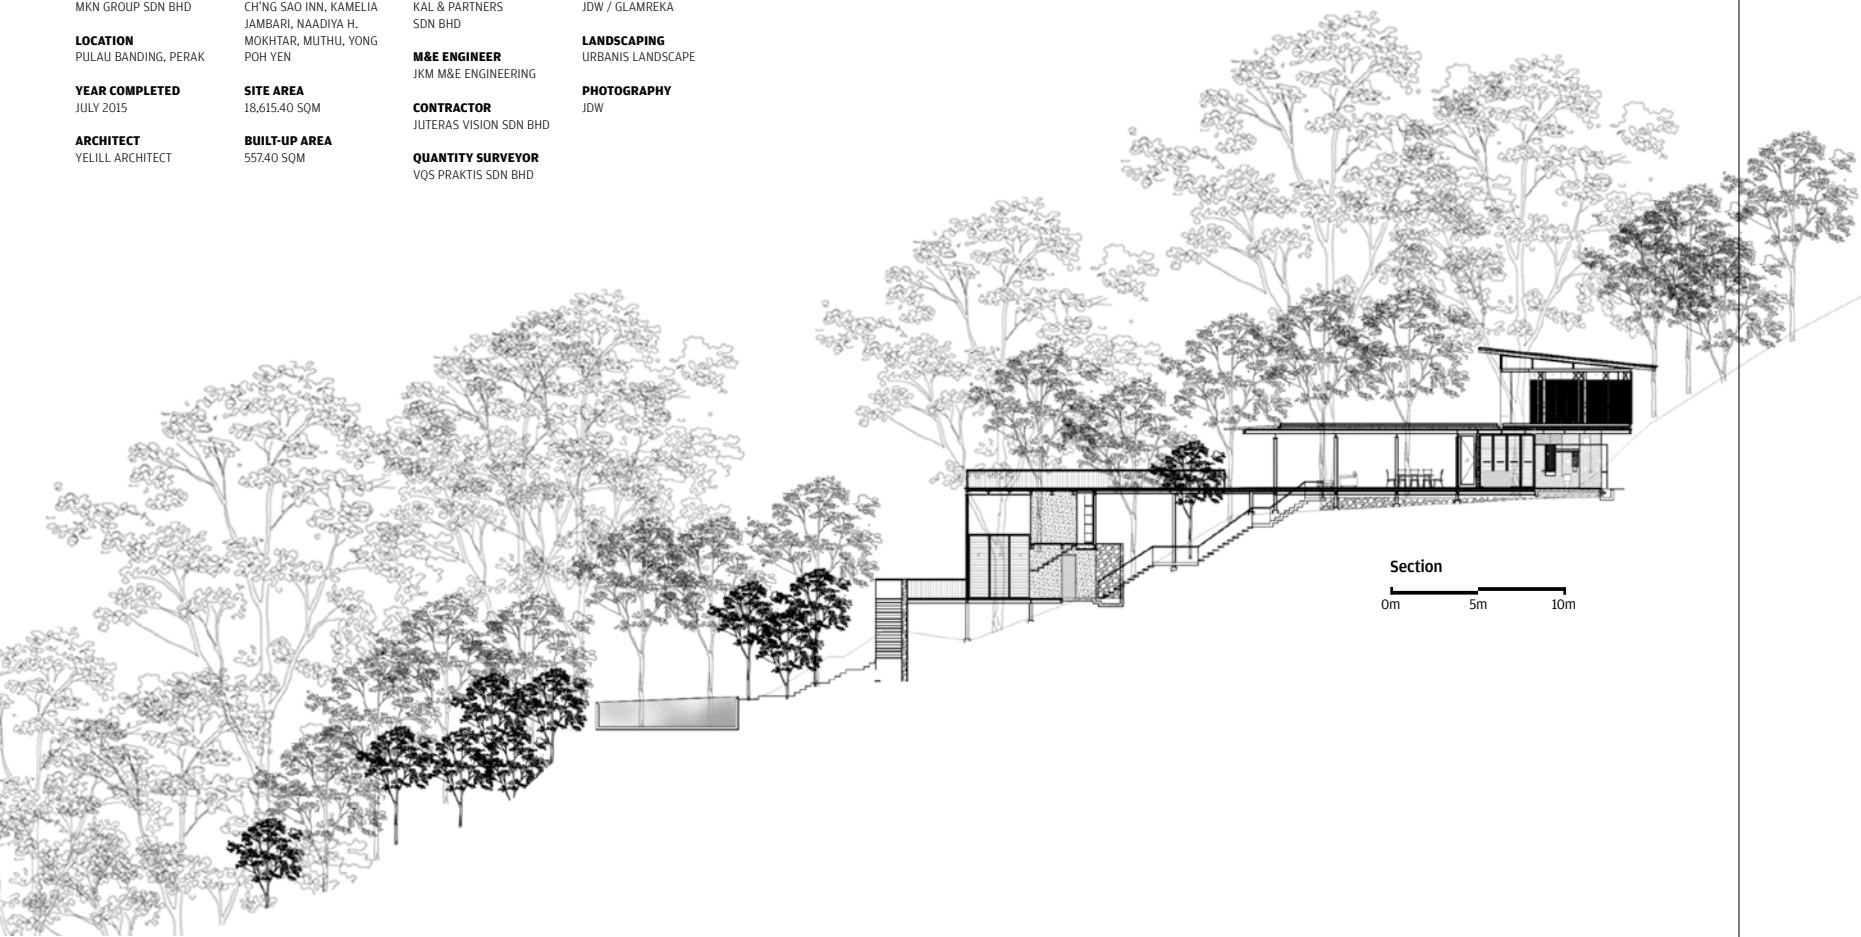 MKN GROUP SDN BHD
LOCATION
PULAU BANDING, PERAK
YEAR COMPLETED
JULY 2015
ARCHITECT
YELILL ARCHITECT
CH'NG SAO INN, KAMELIA
JAMBARI, NAADIYA H.
MOKHTAR, MUTHU, YONG
POH YEN
SITE AREA
18,615.40 SQM
BUILT-UP AREA
557.40 SQM
KAL & PARTNERS
SDN BHD
M&E ENGINEER
JKM M&E ENGINEERING
CONTRACTOR
JUTERAS VISION SDN BHD
QUANTITY SURVEYOR
VQS PRAKTIS SDN BHD
JDW / GLAMREKA
LANDSCAPING
URBANIS LANDSCAPE
PHOTOGRAPHY
JDW
Section
0m 5m 10m